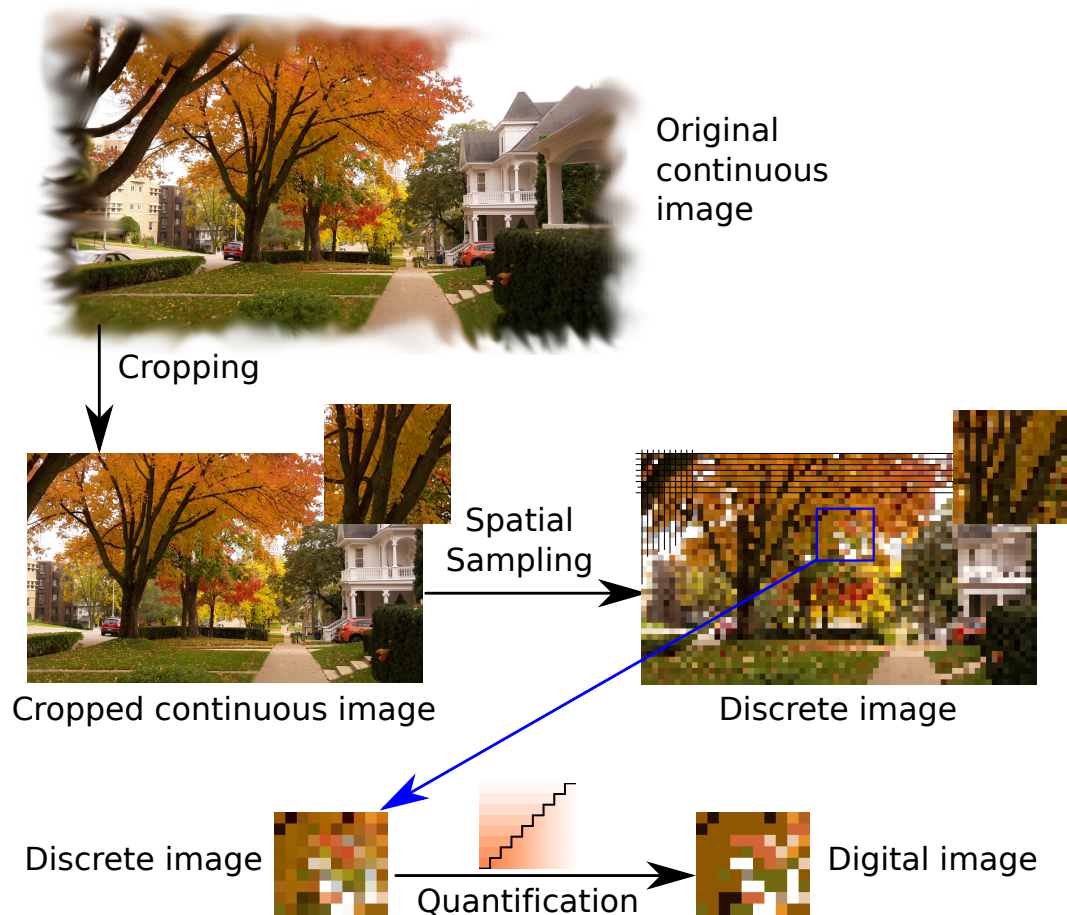 Original
continuous
image
Cropping
Spatial
Sampling
Cropped continuous image
Discrete image
Discrete image
Quantification
Digital image